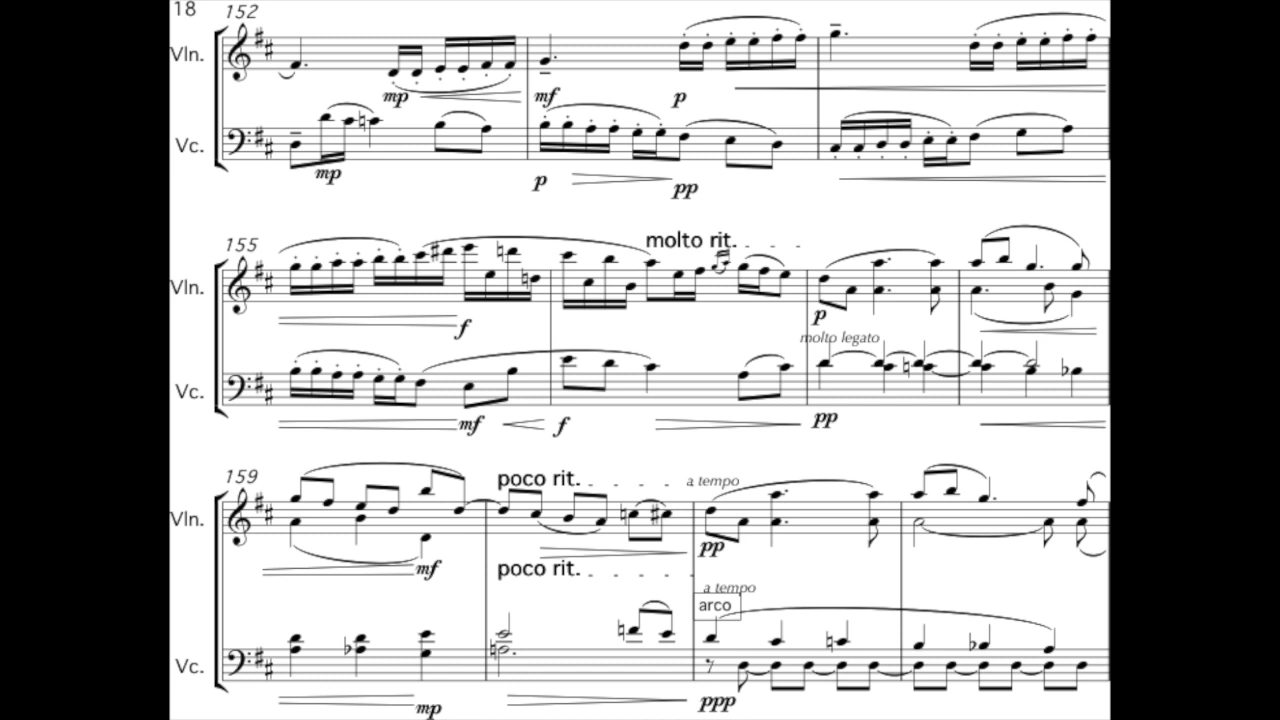 18 152
Vln.
mp mf p
Vc.
mp p pp
155 molto rit.
Vln.
f p
molto legato
Vc.
mf f pp
159 poco rit. a tempo
Vln.
mf pp
poco rit.
a tempo
arco
Vc.
mp ppp